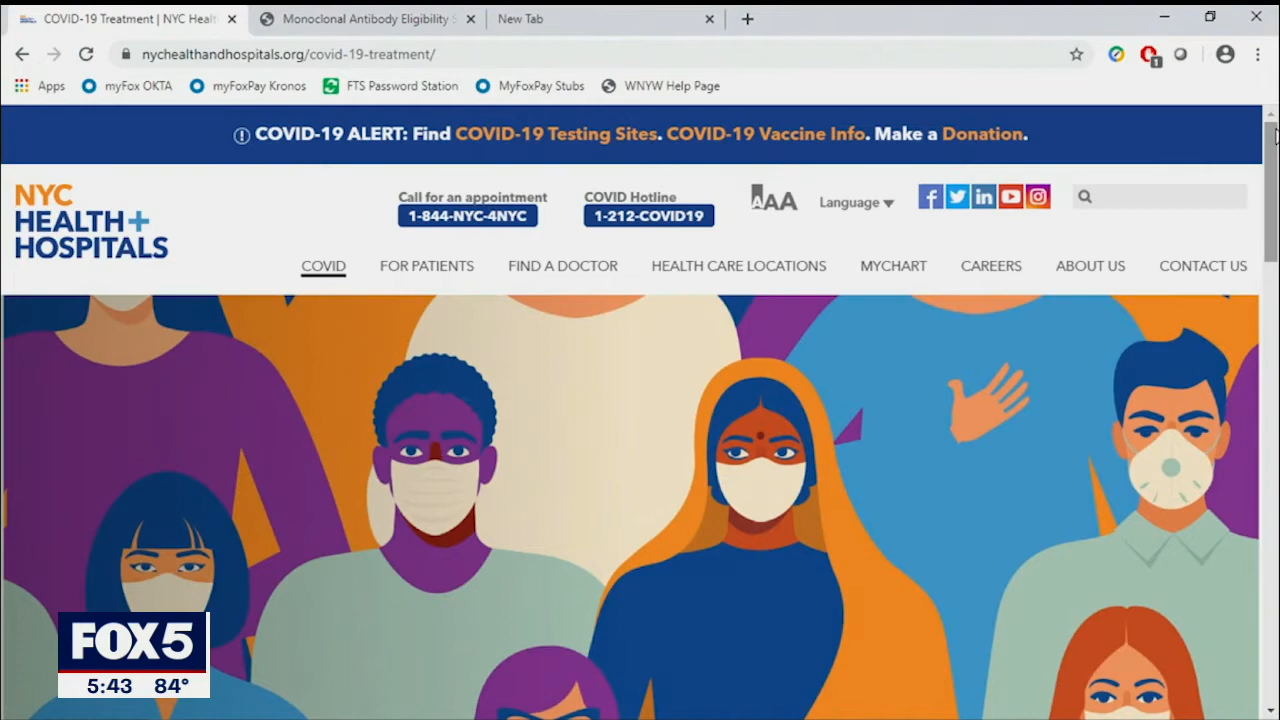 COVID-19 Treatment | NYC Healt
Monoclonal Antibody Eligibility S
New Tab
nychealthandhospitals.org/covid-19-treatment/
1
Apps
myFox OKTA
myFoxPay Kronos
FTS Password Station
MyFoxPay Stubs
WNYW Help Page
COVID-19 ALERT: Find COVID-19 Testing Sites. COVID-19 Vaccine Info. Make a Donation.
NYC
HEALTH+
HOSPITALS
Call for an appointment
1-844-NYC-4NYC
COVID Hotline
1-212-COVID19
AAA
Language
COVID
FOR PATIENTS
FIND A DOCTOR
HEALTH CARE LOCATIONS
MYCHART
CAREERS
ABOUT US
CONTACT US
FOX5
5:43 84°